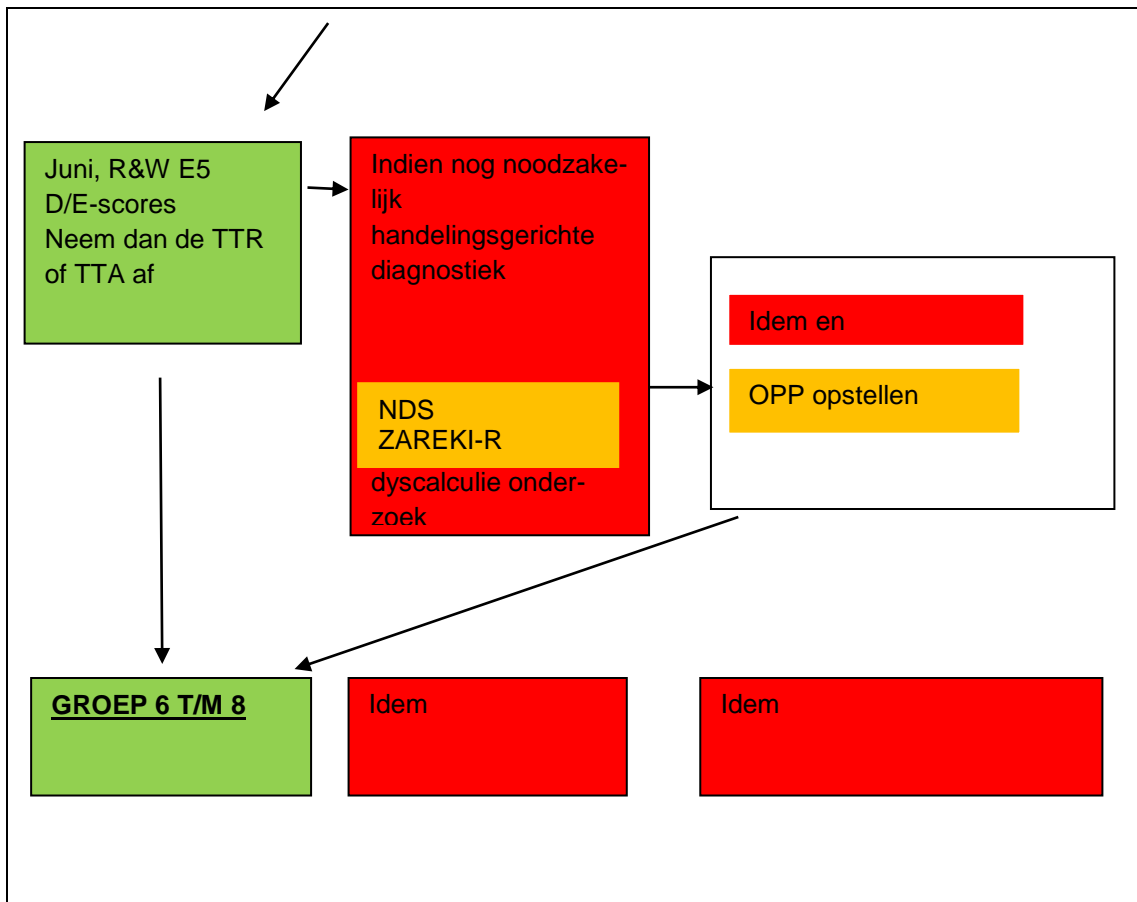 Juni, R&W E5
D/E-scores
Neem dan de TTR
of TTA af
Indien nog noodzake-
lijk
handelingsgerichte
diagnostiek
NDS
ZAREKI-R
dyscalculie onder-
zoek
Idem en
OPP opstellen
GROEP 6 T/M 8
Idem
Idem